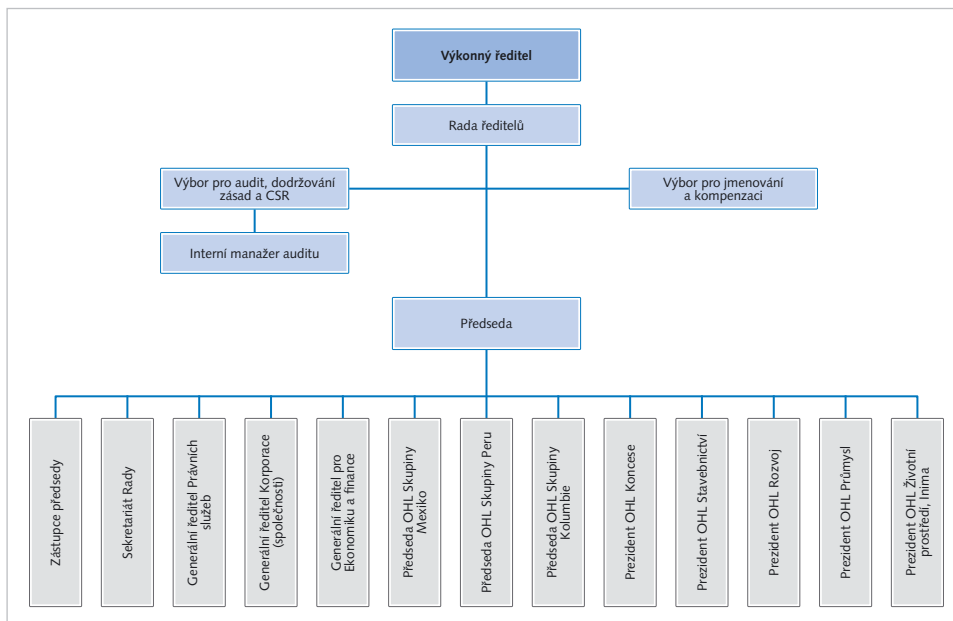 Výkonný ředitel
Rada ředitelů
Výbor pro audit, dodržování
zásad a CSR
Výbor pro jmenování
a kompenzaci
Interní manažer auditu
Předseda
Zástupce předsedy
Sekretariát Rady
Generální ředitel Právních
služeb
Generální ředitel Korporace
(společnosti)
Generální ředitel pro
Ekonomiku a finance
Předseda OHL Skupiny
Mexiko
Předseda OHL Skupiny Peru
Předseda OHL Skupiny
Kolumbie
Prezident OHL Koncese
Prezident OHL Stavebnictví
Prezident OHL Rozvoj
Prezident OHL Průmysl
Prezident OHL Životní
prostředí, Inima